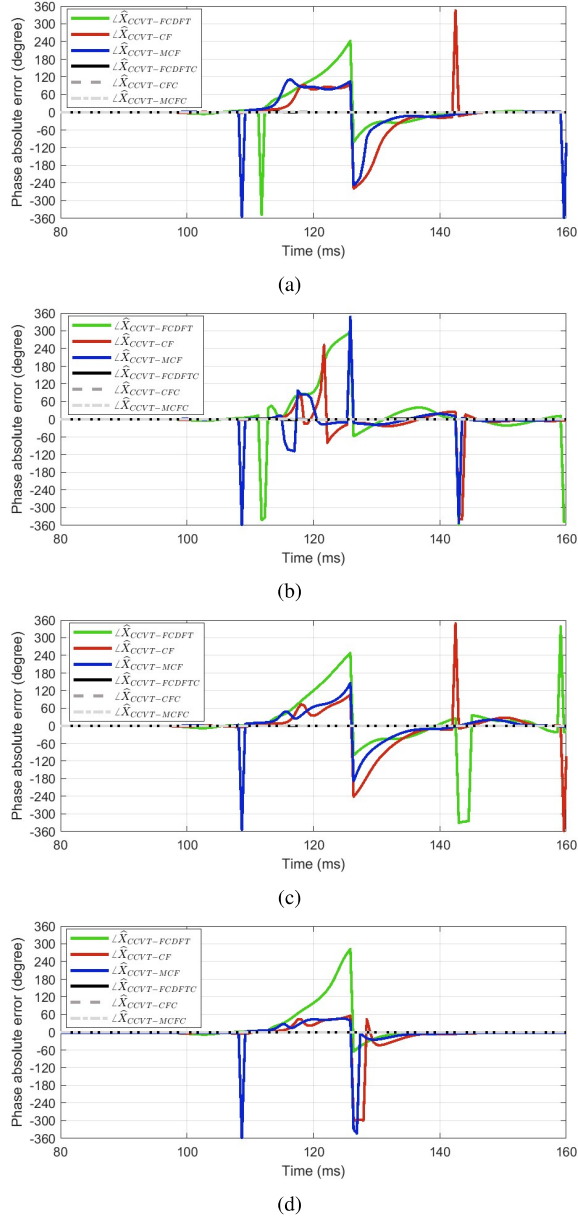 Phase absolute error (degree)
360
300
240
180
120
60
0
-60
-120
-180
-240
-300
-360
∠X̂CCVT−FCDFT
∠X̂CCVT−CF
∠X̂CCVT−MCF
∠X̂CCVT−FCDFTC
∠X̂CCVT−CFC
∠X̂CCVT−MCFC
80 100 120 140 160
Time (ms)
(a)
Phase absolute error (degree)
360
300
240
180
120
60
0
-60
-120
-180
-240
-300
-360
∠X̂CCVT−FCDFT
∠X̂CCVT−CF
∠X̂CCVT−MCF
∠X̂CCVT−FCDFTC
∠X̂CCVT−CFC
∠X̂CCVT−MCFC
80 100 120 140 160
Time (ms)
(b)
Phase absolute error (degree)
360
300
240
180
120
60
0
-60
-120
-180
-240
-300
-360
∠X̂CCVT−FCDFT
∠X̂CCVT−CF
∠X̂CCVT−MCF
∠X̂CCVT−FCDFTC
∠X̂CCVT−CFC
∠X̂CCVT−MCFC
80 100 120 140 160
Time (ms)
(c)
Phase absolute error (degree)
360
300
240
180
120
60
0
-60
-120
-180
-240
-300
-360
∠X̂CCVT−FCDFT
∠X̂CCVT−CF
∠X̂CCVT−MCF
∠X̂CCVT−FCDFTC
∠X̂CCVT−CFC
∠X̂CCVT−MCFC
80 100 120 140 160
Time (ms)
(d)